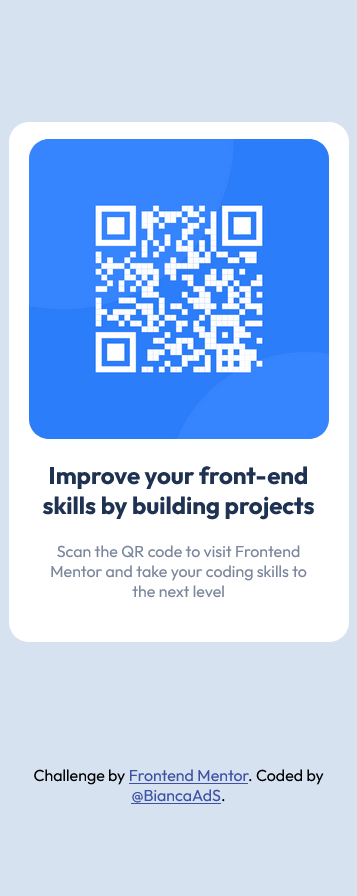 Improve your front-end
skills by building projects
Scan the QR code to visit Frontend
Mentor and take your coding skills to
the next level
Challenge by Frontend Mentor. Coded by
@BiancaAdS.